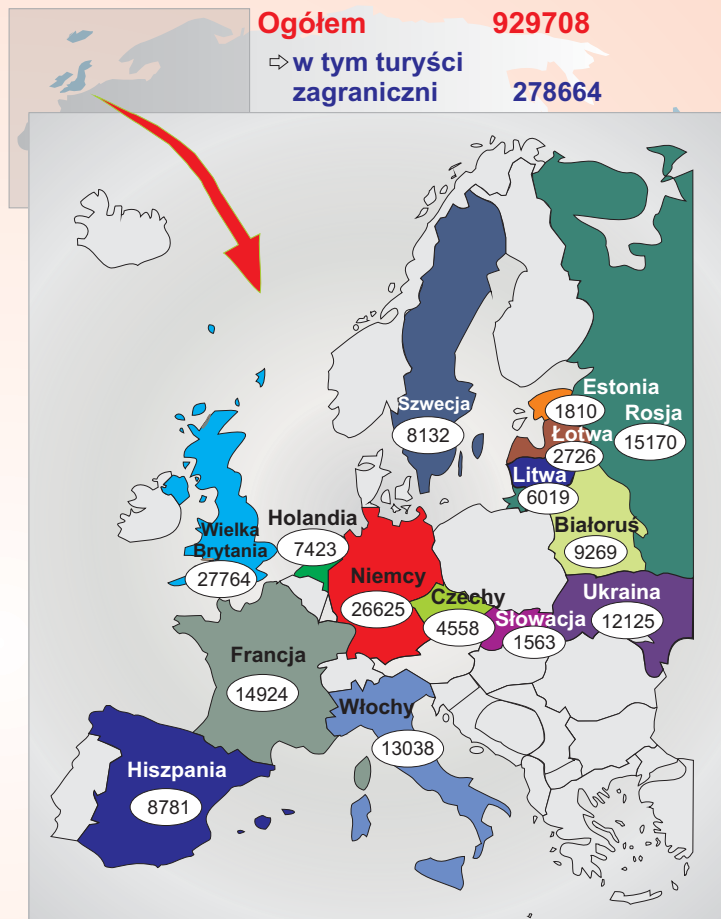 Ogółem 929708
⇨ w tym turyści
zagraniczni 278664
Szwecja
8132
Estonia
1810
Rosja
15170
Łotwa
2726
Litwa
6019
Białoruś
9269
Wielka
Brytania
27764
Holandia
7423
Niemcy
26625
Czechy
4558
Słowacja
1563
Ukraina
12125
Francja
14924
Włochy
13038
Hiszpania
8781